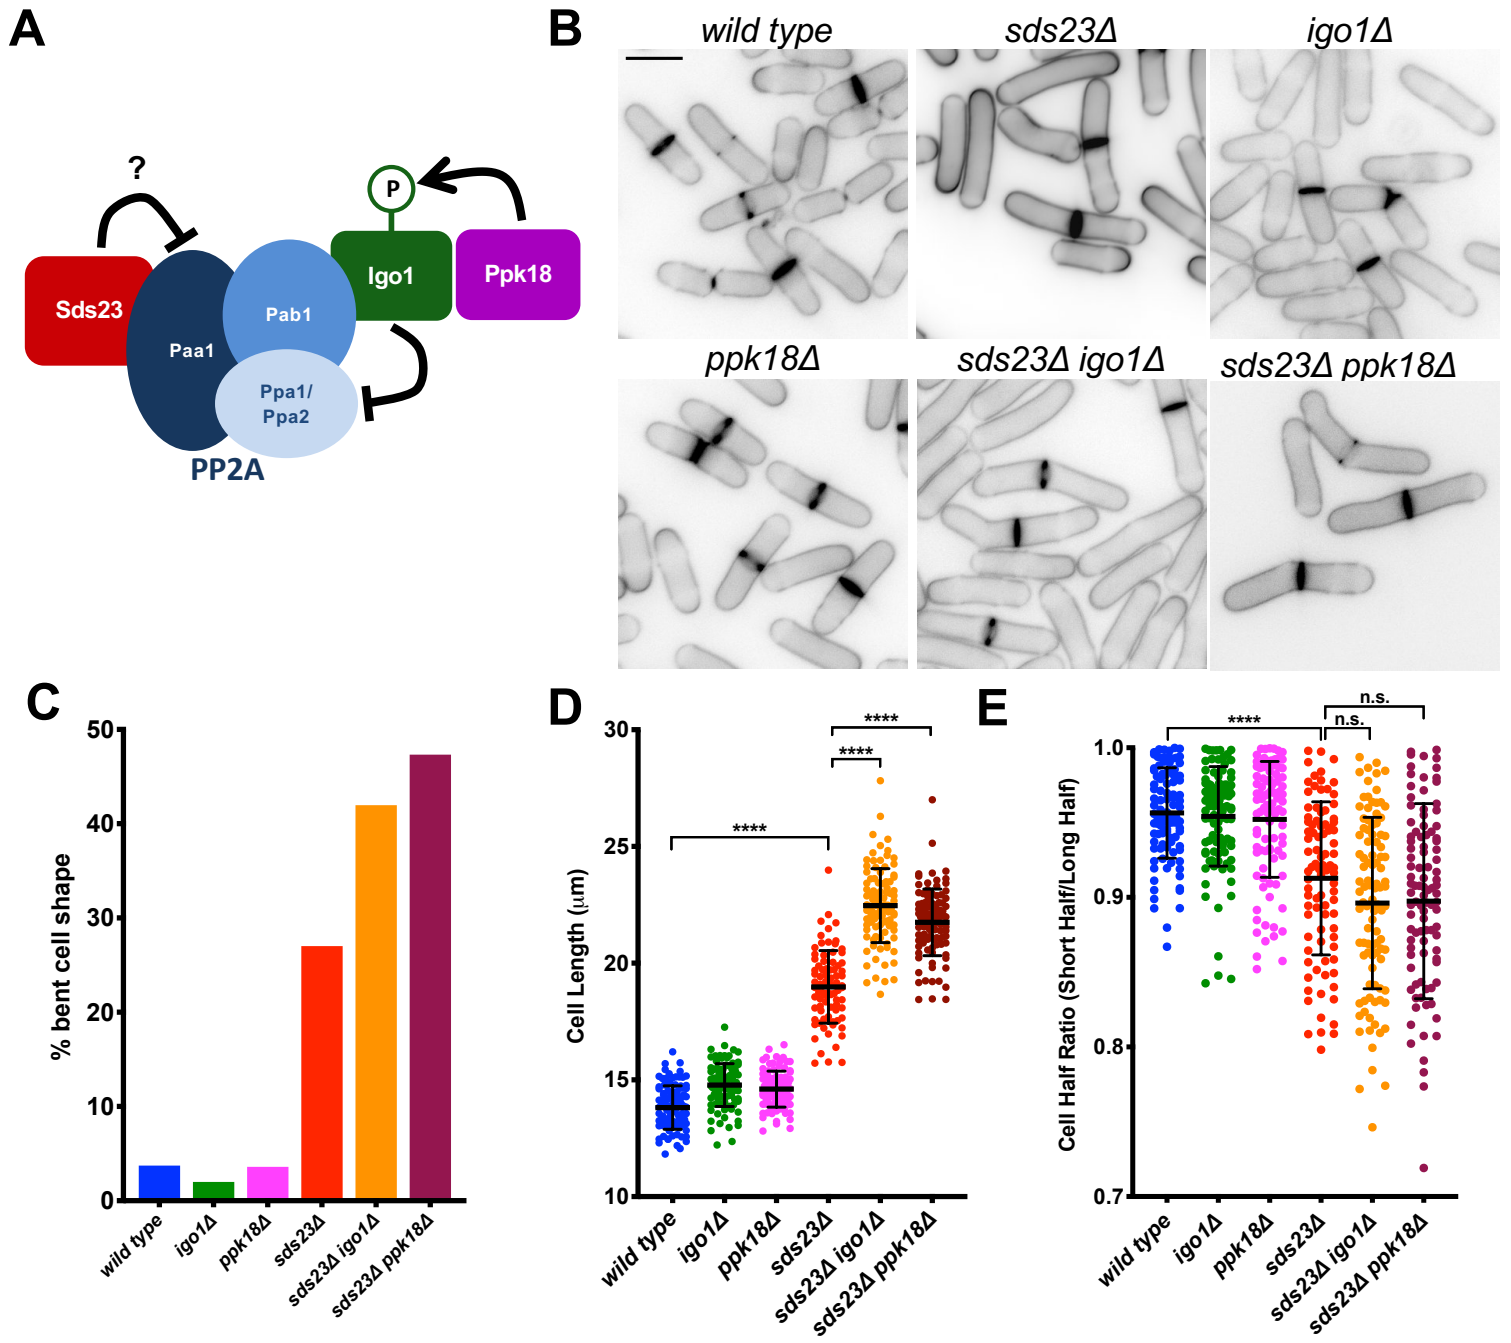 A
?
P
Sds23
Paa1
Pab1
Igo1
Ppk18
Ppa1/
Ppa2
PP2A
B
wild type
sds23Δ
igo1Δ
ppk18Δ
sds23Δ igo1Δ
sds23Δ ppk18Δ
C
% bent cell shape
50
40
30
20
10
0
wild type
igo1Δ
ppk18Δ
sds23Δ
sds23Δ igo1Δ
sds23Δ ppk18Δ
D
Cell Length (μm)
30
25
20
15
10
****
****
****
wild type
igo1Δ
ppk18Δ
sds23Δ
sds23Δ igo1Δ
sds23Δ ppk18Δ
E
Cell Half Ratio (Short Half/Long Half)
1.0
0.9
0.8
0.7
****
n.s.
n.s.
wild type
igo1Δ
ppk18Δ
sds23Δ
sds23Δ igo1Δ
sds23Δ ppk18Δ